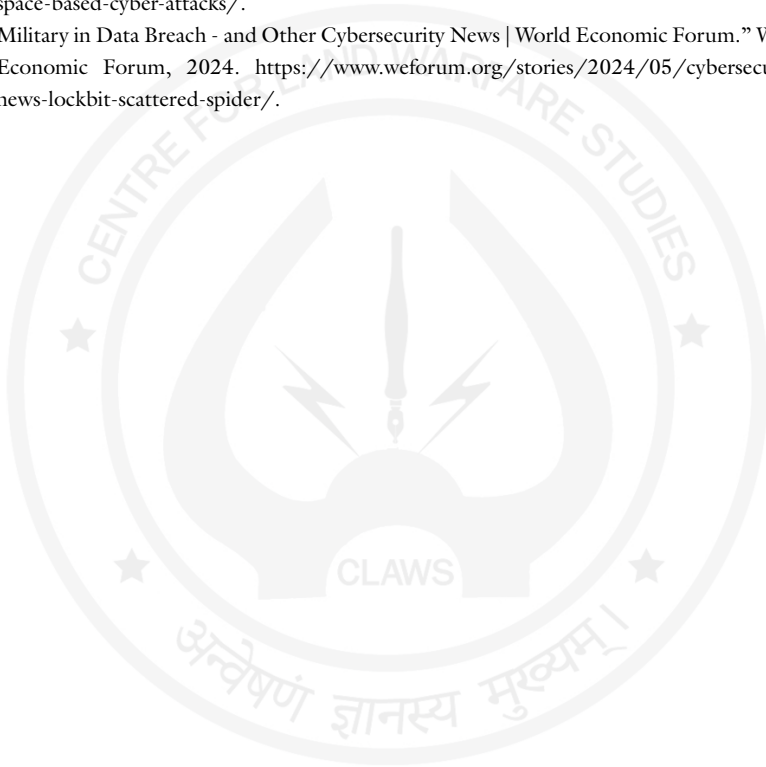 space-based-cyber-attacks/.
Military in Data Breach - and Other Cybersecurity News | World Economic Forum.” W
Economic Forum, 2024. https://www.weforum.org/stories/2024/05/cybersecu
news-lockbit-scattered-spider/.
CENTRE FOR LAND WARFARE STUDIES
CLAWS
अन्वेषणं ज्ञानस्य मुख्यम्।